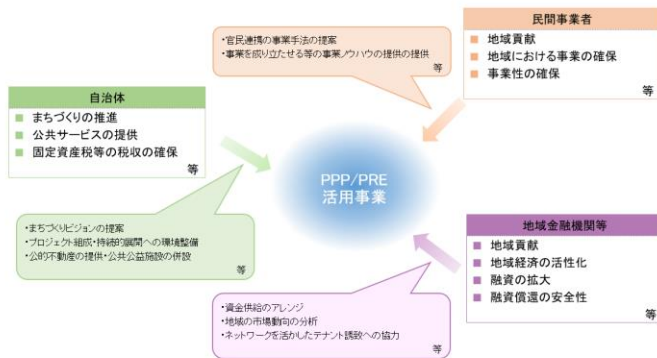 民間事業者
■ 地域貢献
■ 地域における事業の確保
■ 事業性の確保
等
・官民連携の事業手法の提案
・事業を成り立たせる等の事業ノウハウの提供の提供
等
自治体
■ まちづくりの推進
■ 公共サービスの提供
■ 固定資産税等の税収の確保
等
PPP/PRE
活用事業
・まちづくりビジョンの提案
・プロジェクト組成・持続的展開への環境整備
・公的不動産の提供・公共公益施設の併設
等
地域金融機関等
■ 地域貢献
■ 地域経済の活性化
■ 融資の拡大
■ 融資償還の安全性
等
・資金供給のアレンジ
・地域の市場動向の分析
・ネットワークを活かしたテナント誘致への協力
等